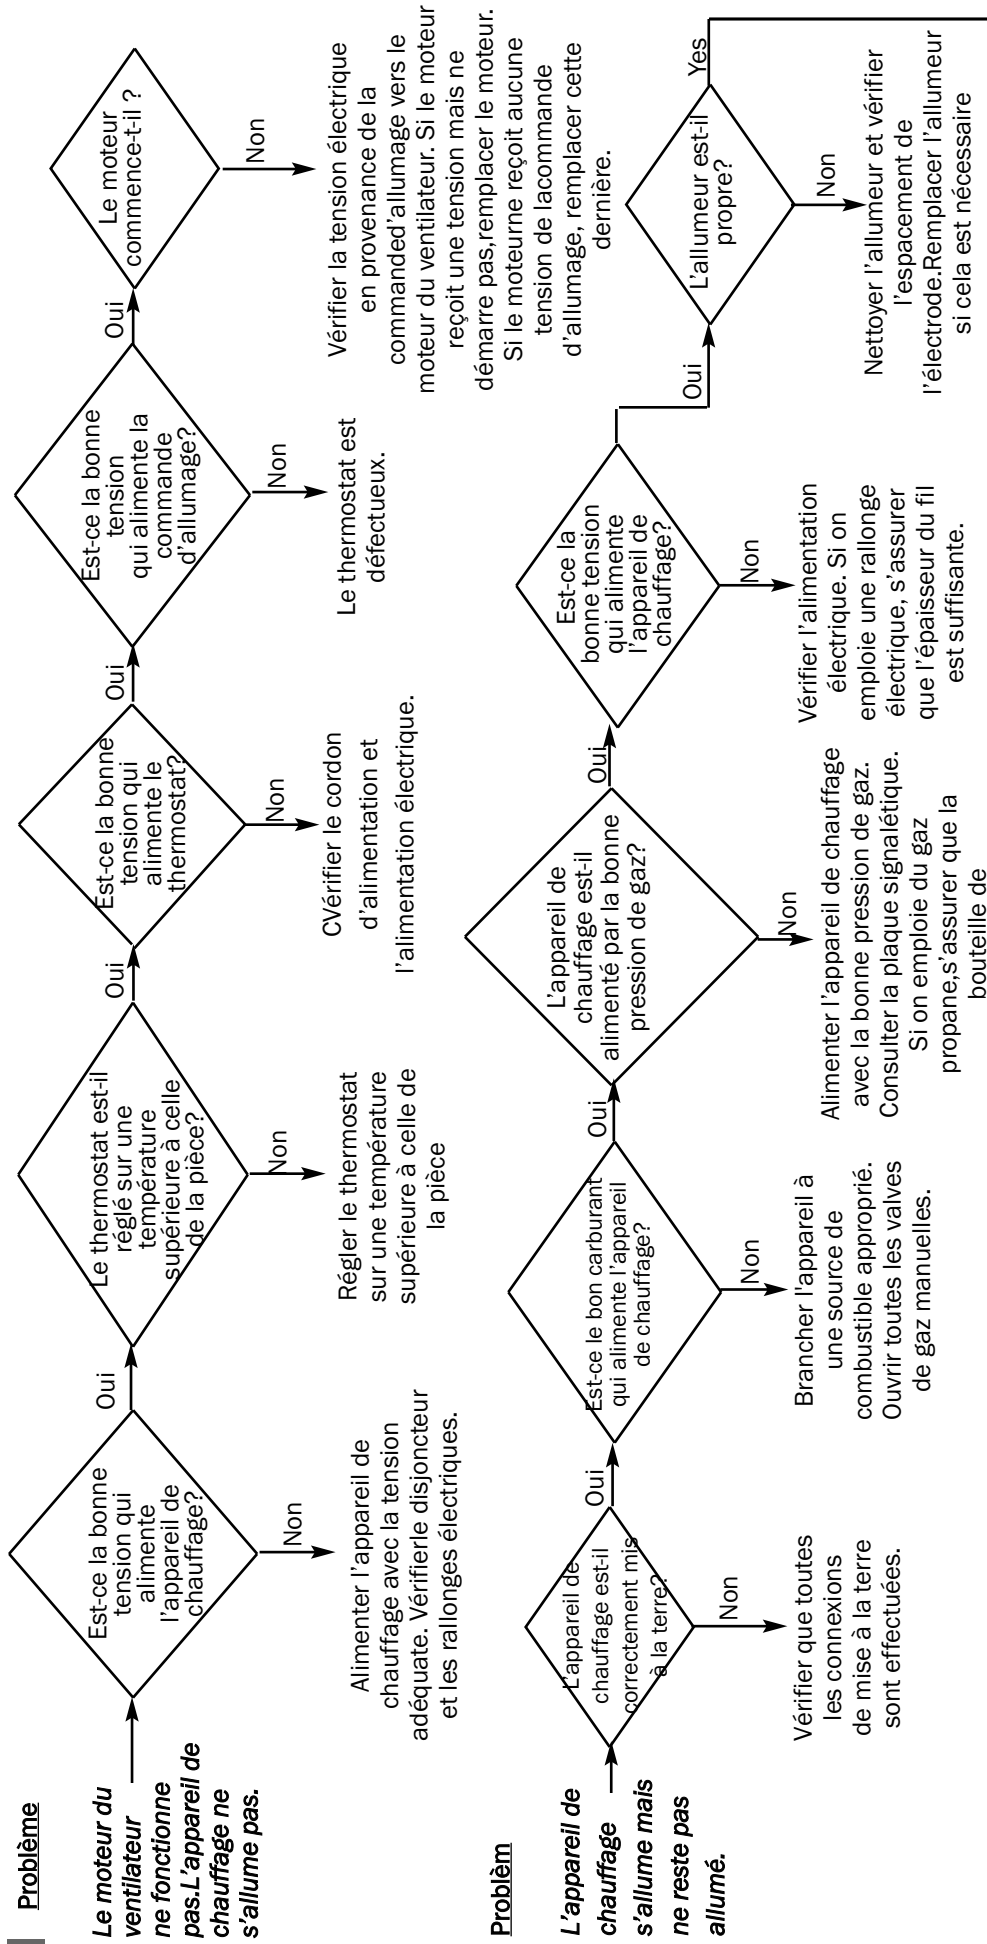 Problème
Le moteur du
ventilateur
ne fonctionne
pas.L'appareil de
chauffage ne
s'allume pas.
Est-ce la bonne
tension qui
alimente
l'appareil de
chauffage?
Oui
Non
Alimenter l'appareil de
chauffage avec la tension
adéquate. Vérifierle disjoncteur
et les rallonges électriques.
Le thermostat est-il
réglé sur une
température
supérieure à celle
de la pièce?
Oui
Non
Régler le thermostat
sur une température
supérieure à celle de
la pièce
Est-ce la bonne
tension qui
alimente le
thermostat?
Oui
Non
CVérifier le cordon
d'alimentation et
l'alimentation électrique.
Est-ce la bonne
tension
qui alimente la
commande
d'allumage?
Oui
Non
Le thermostat est
défectueux.
Le moteur
commence-t-il ?
Non
Vérifier la tension électrique
en provenance de la
commanded'allumage vers le
moteur du ventilateur. Si le moteur
reçoit une tension mais ne
démarre pas,remplacer le moteur.
Si le moteurne reçoit aucune
tension de lacommande
d'allumage, remplacer cette
dernière.
Problèm
L'appareil de
chauffage
s'allume mais
ne reste pas
allumé.
L'appareil de
chauffage est-il
correctement mis
à la terre?
Oui
Non
Vérifier que toutes
les connexions
de mise à la terre
sont effectuées.
Est-ce le bon carburant
qui alimente l'appareil
de chauffage?
Oui
Non
Brancher l'appareil à
une source de
combustible approprié.
Ouvrir toutes les valves
de gaz manuelles.
L'appareil de
chauffage est-il
alimenté par la bonne
pression de gaz?
Oui
Non
Alimenter l'appareil de chauffage
avec la bonne pression de gaz.
Consulter la plaque signalétique.
Si on emploie du gaz
propane,s'assurer que la
bouteille de
Est-ce la
bonne tension
qui alimente
l'appareil de
chauffage?
Oui
Non
Vérifier l'alimentation
électrique. Si on
emploie une rallonge
électrique, s'assurer
que l'épaisseur du fil
est suffisante.
L'allumeur est-il
propre?
Yes
Non
Nettoyer l'allumeur et vérifier
l'espacement de
l'électrode.Remplacer l'allumeur
si cela est nécessaire